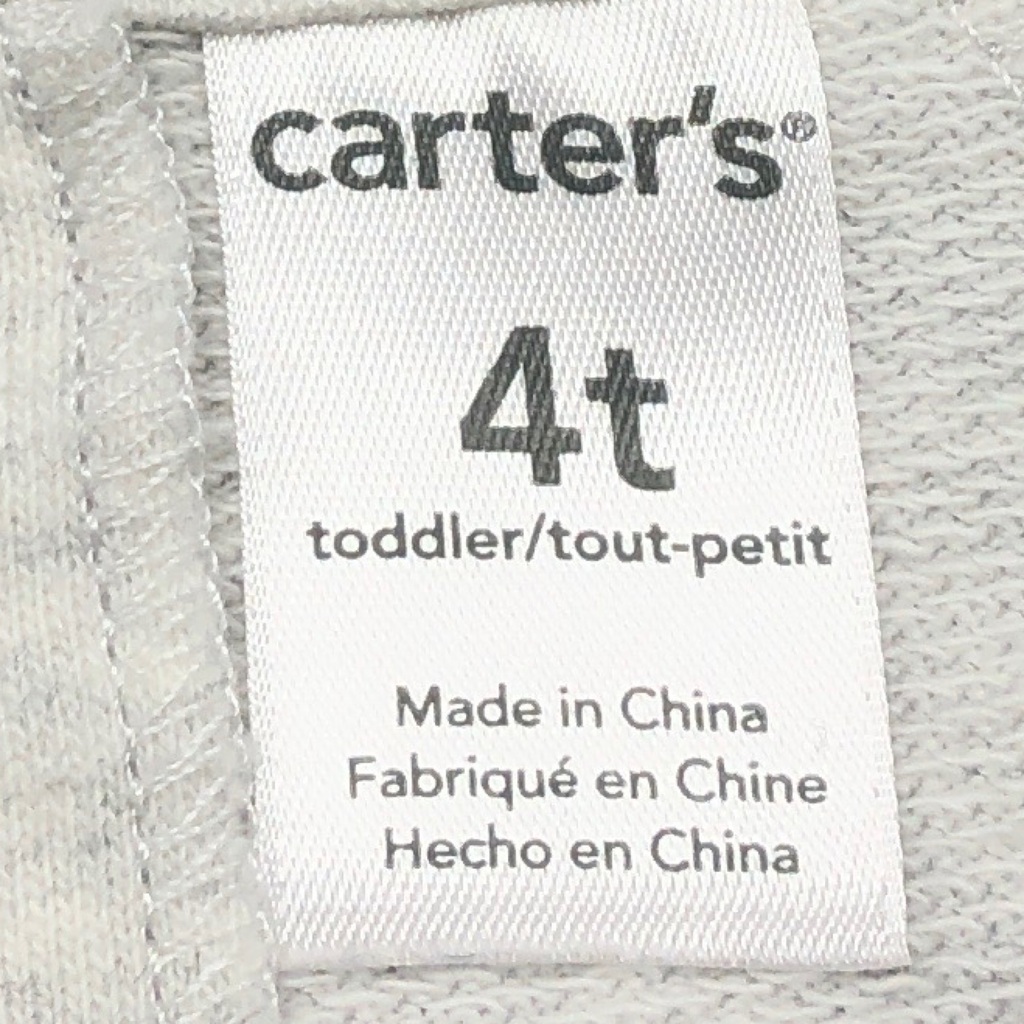 carter's®
4t
toddler/tout-petit
Made in China
Fabriqué en Chine
Hecho en China